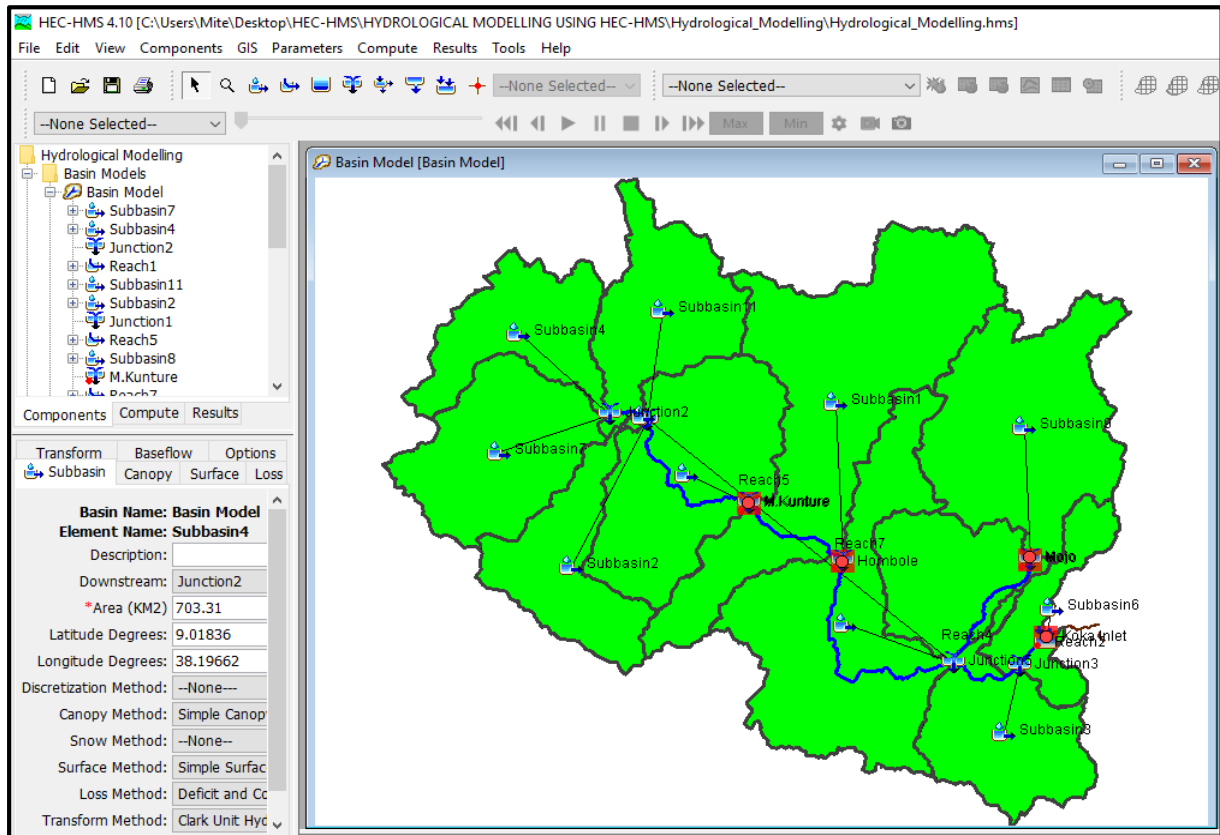 HEC-HMS 4.10 [C:\Users\Mite\Desktop\HEC-HMS\HYDROLOGICAL MODELLING USING HEC-HMS\Hydrological_Modelling\Hydrological_Modelling.hms]
File Edit View Components GIS Parameters Compute Results Tools Help
--None Selected-- --None Selected--
--None Selected-- Max Min
Hydrological Modelling
Basin Models
Basin Model
Subbasin7
Subbasin4
Junction2
Reach1
Subbasin11
Subbasin2
Junction1
Reach5
Subbasin8
M.Kunture
Reach7
Components Compute Results
Transform Baseflow Options
Subbasin Canopy Surface Loss
Basin Name: Basin Model
Element Name: Subbasin4
Description:
Downstream: Junction2
*Area (KM2) 703.31
Latitude Degrees: 9.01836
Longitude Degrees: 38.19662
Discretization Method: --None---
Canopy Method: Simple Canop
Snow Method: --None--
Surface Method: Simple Surfac
Loss Method: Deficit and Co
Transform Method: Clark Unit Hyd
Basin Model [Basin Model]
Subbasin11
Subbasin4
Subbasin1
Junction2
Subbasin9
Subbasin7
Reach5
M.Kunture
Reach7
Hombole
Mojo
Subbasin2
Subbasin6
Koka Inlet
Reach4
Reach2
Junction3
Subbasin3